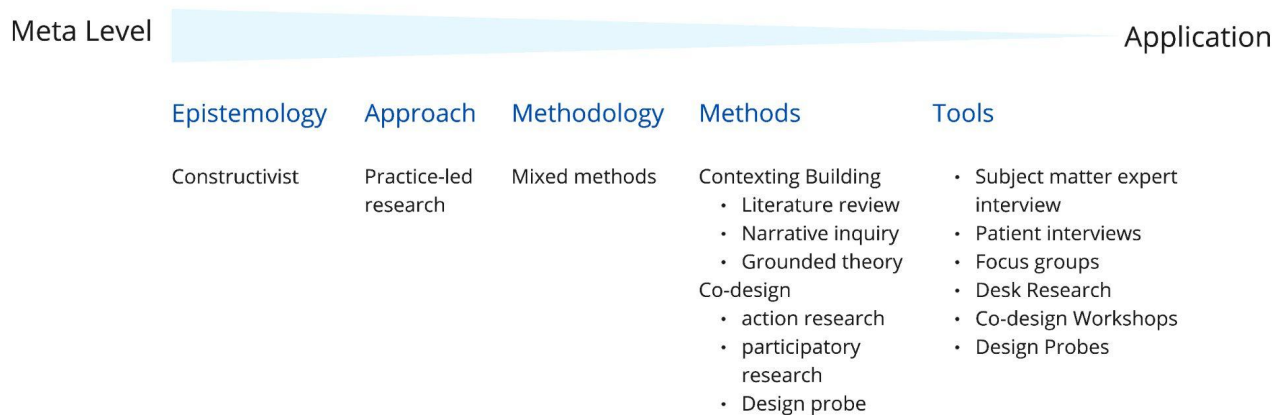 Meta Level
Application
Epistemology
Constructivist
Approach
Practice-led
research
Methodology
Mixed methods
Methods
Contexting Building
• Literature review
• Narrative inquiry
• Grounded theory
Co-design
• action research
• participatory
research
• Design probe
Tools
• Subject matter expert
interview
• Patient interviews
• Focus groups
• Desk Research
• Co-design Workshops
• Design Probes